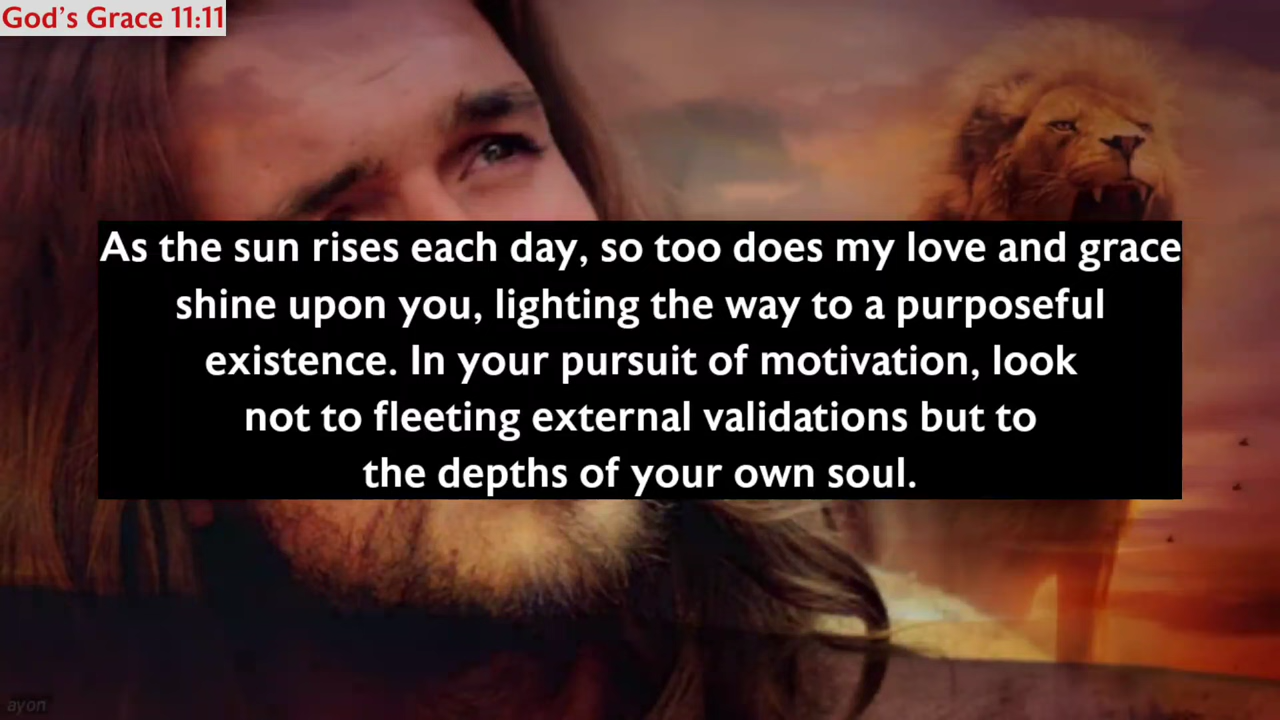 God's Grace 11:11
As the sun rises each day, so too does my love and grace
shine upon you, lighting the way to a purposeful
existence. In your pursuit of motivation, look
not to fleeting external validations but to
the depths of your own soul.
ayon